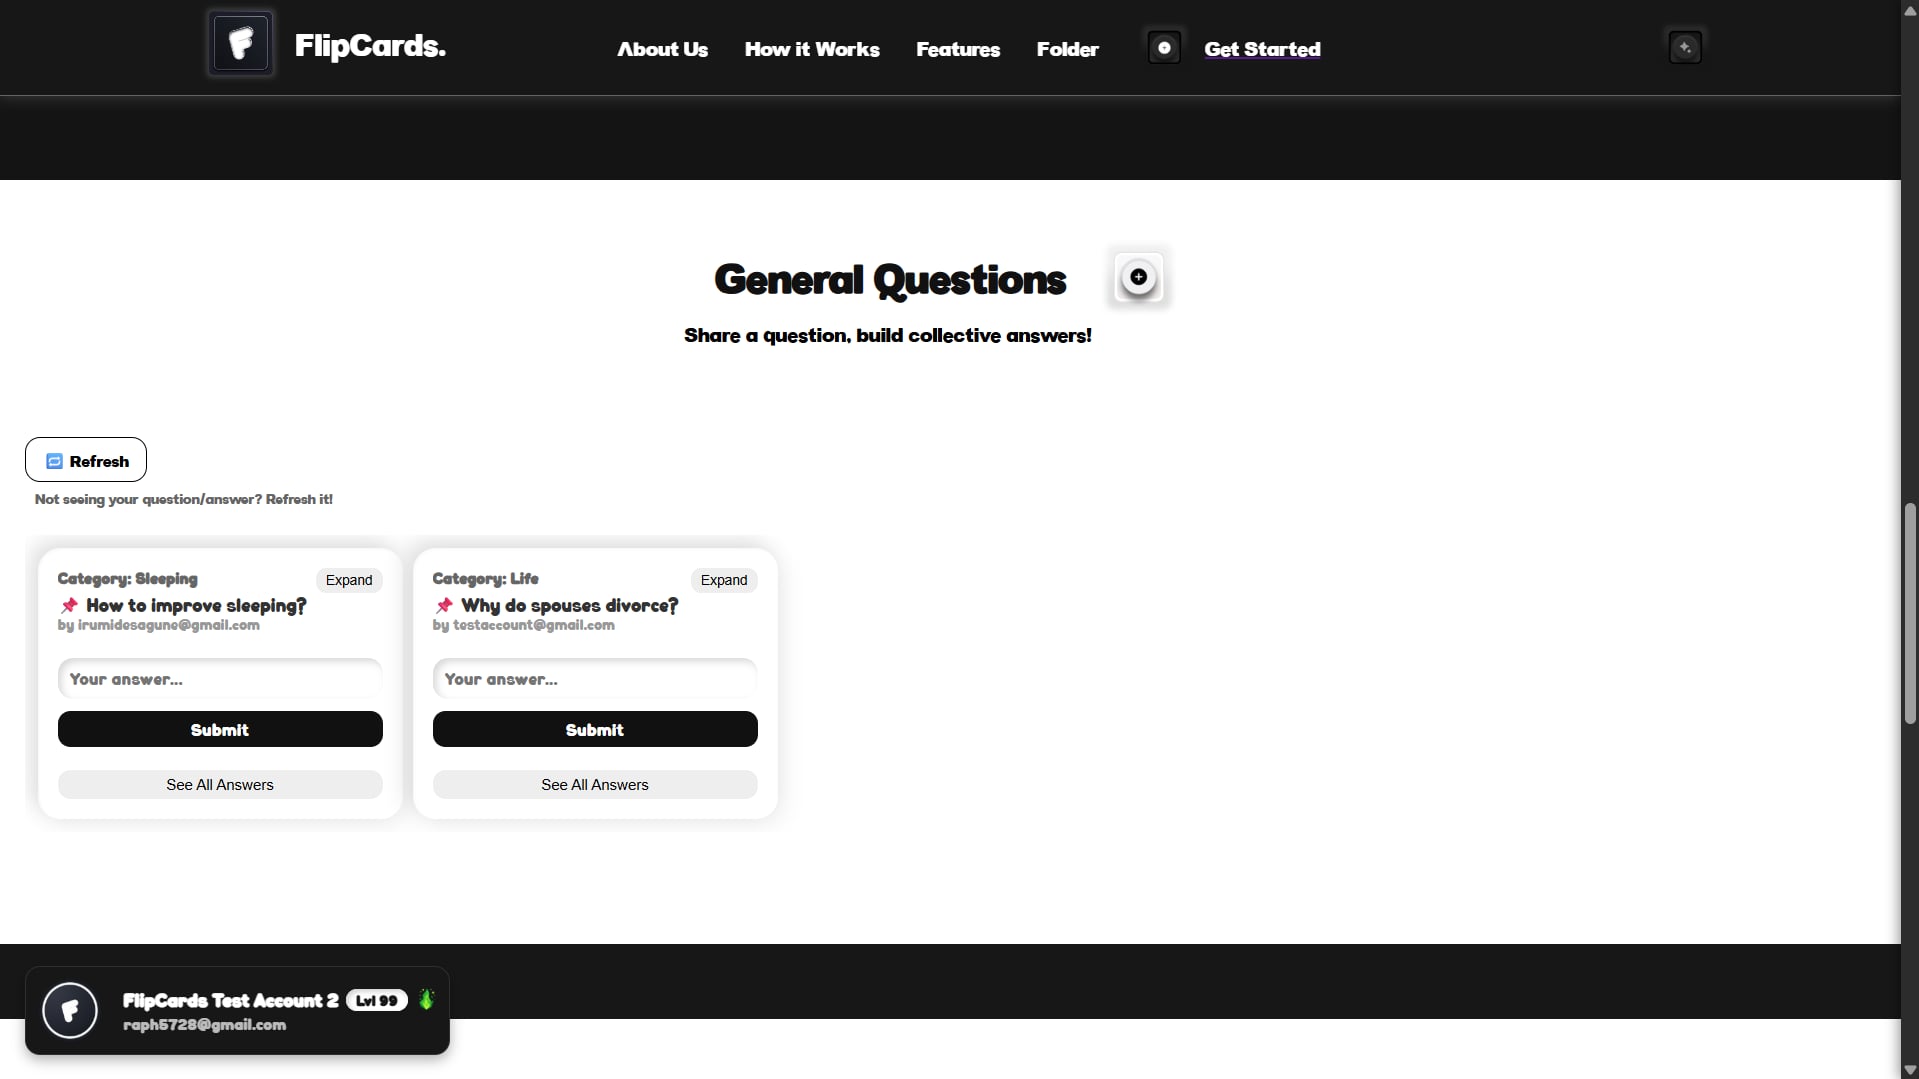 FlipCards.
About Us
How it Works
Features
Folder
Get Started
General Questions
Share a question, build collective answers!
Refresh
Not seeing your question/answer? Refresh it!
Category: Sleeping
Expand
How to improve sleeping?
by irumidesagune@gmail.com
Your answer...
Submit
See All Answers
Category: Life
Expand
Why do spouses divorce?
by testaccount@gmail.com
Your answer...
Submit
See All Answers
FlipCards Test Account 2 Lvl 99
raph5728@gmail.com